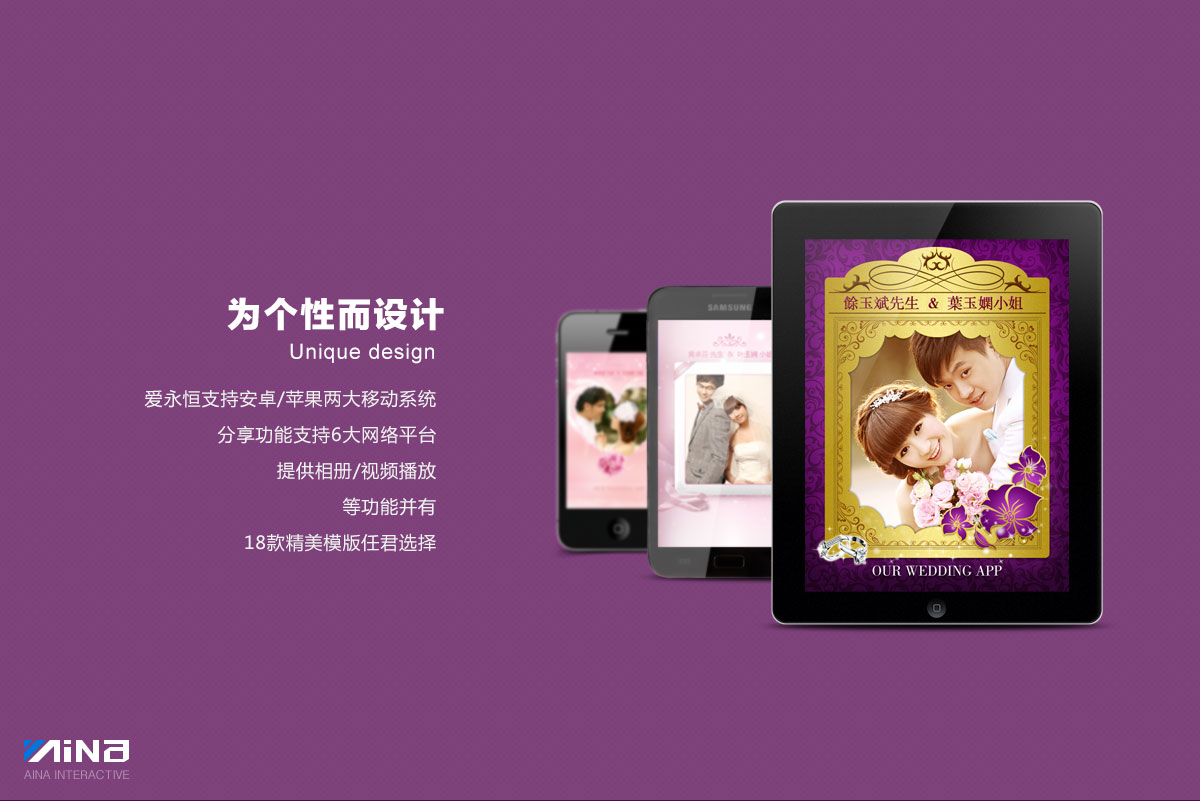 为个性而设计
Unique design
爱永恒支持安卓/苹果两大移动系统
分享功能支持6大网络平台
提供相册/视频播放
等功能并有
18款精美模版任君选择
SAMSUNG
餘玉斌先生 & 葉玉嫻小姐
OUR WEDDING APP
AINA
AINA INTERACTIVE